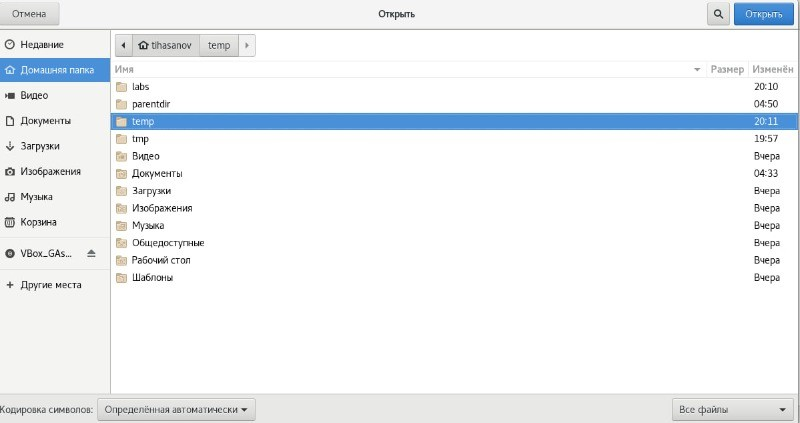 Отмена Открыть Открыть
Недавние
Домашняя папка
Видео
Документы
Загрузки
Изображения
Музыка
Корзина
VBox_GAs...
Другие места
tihasanov temp
Имя Размер Изменён
labs 20:10
parentdir 04:50
temp 20:11
tmp 19:57
Видео Вчера
Документы 04:33
Загрузки Вчера
Изображения Вчера
Музыка Вчера
Общедоступные Вчера
Рабочий стол Вчера
Шаблоны Вчера
Кодировка символов: Определённая автоматически Все файлы